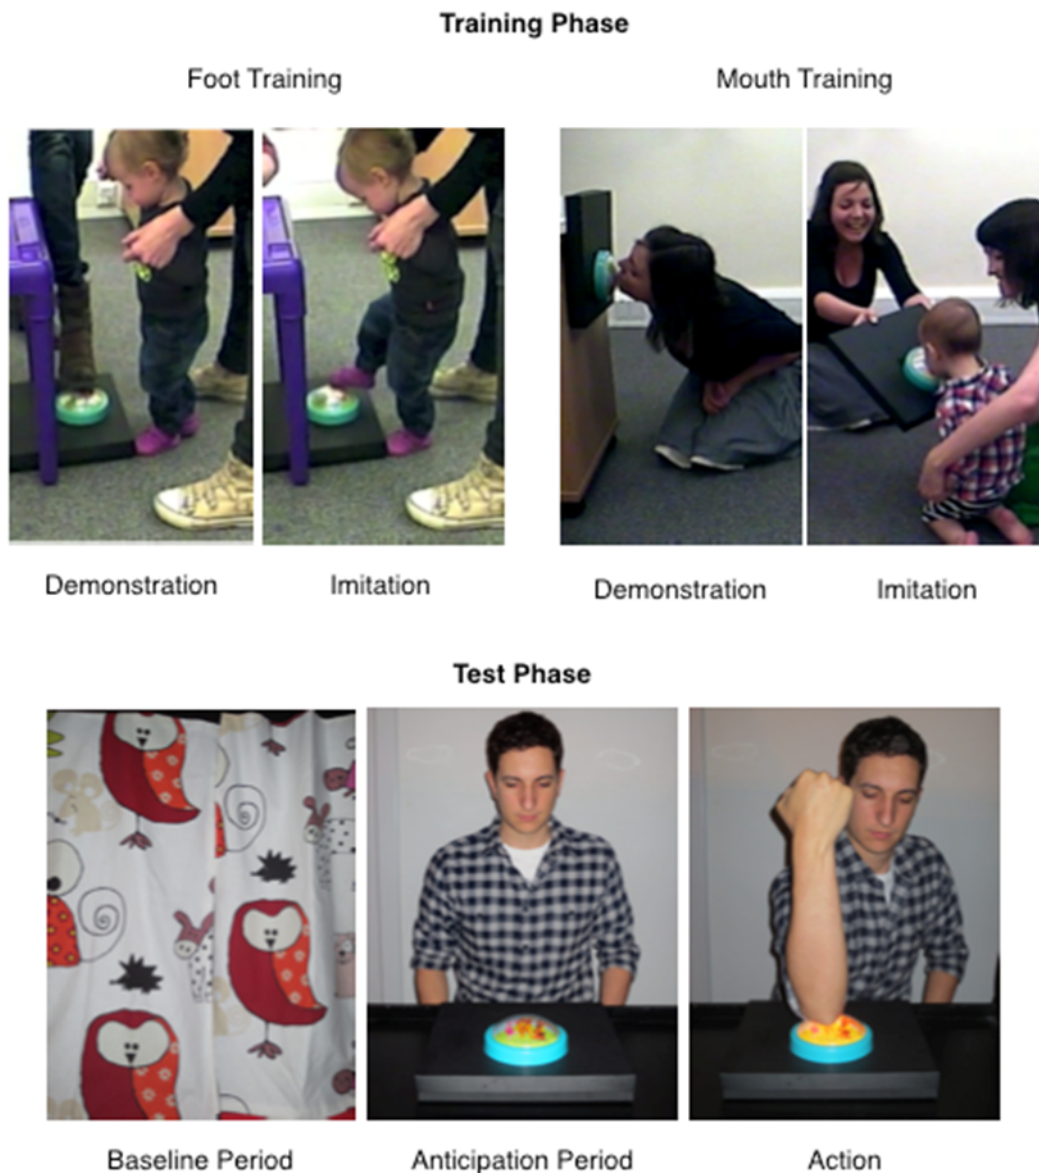 Training Phase
Foot Training
Mouth Training
Demonstration
Imitation
Demonstration
Imitation
Test Phase
Baseline Period
Anticipation Period
Action